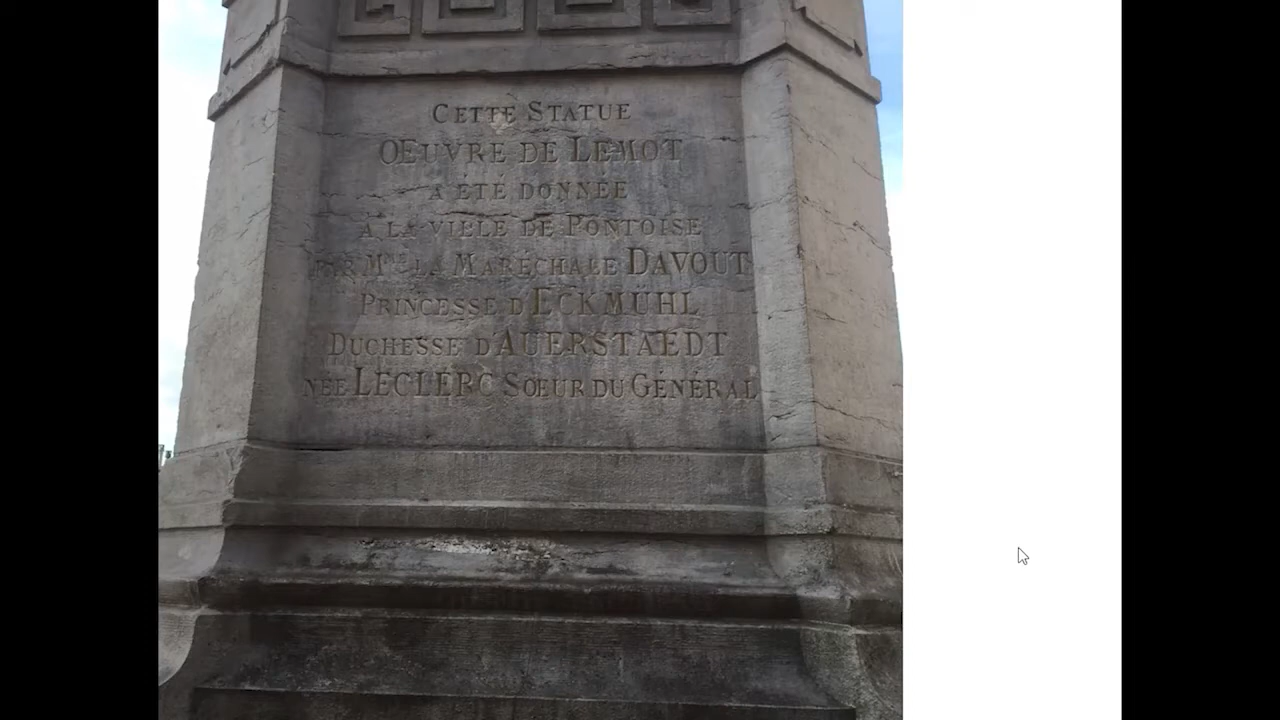 CETTE STATUE
ŒUVRE DE LEMOT
A ÉTÉ DONNÉE
A LA VILLE DE PONTOISE
PAR MME LA MARÉCHALE DAVOUT
PRINCESSE D'ECKMÜHL
DUCHESSE D'AUERSTAEDT
NÉE LECLERC SŒUR DU GÉNÉRAL